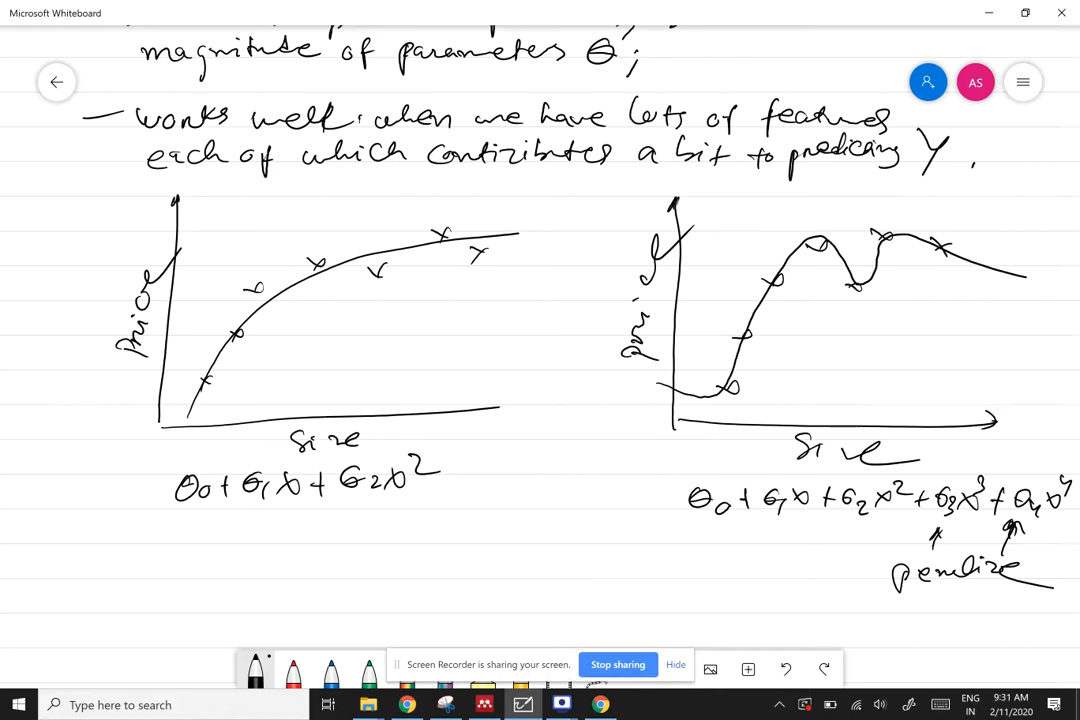 Microsoft Whiteboard
magnitude of parameters θ;
AS
— works well when we have lots of features
each of which contributes a bit to predicing Y.
Price
Size
θ₀ + θ₁x + θ₂x²
Price
Size
θ₀ + θ₁x + θ₂x² + θ₃x³ + θ₄x⁴
penalize
Screen Recorder is sharing your screen.
Stop sharing
Hide
Type here to search
ENG
IN
9:31 AM
2/11/2020